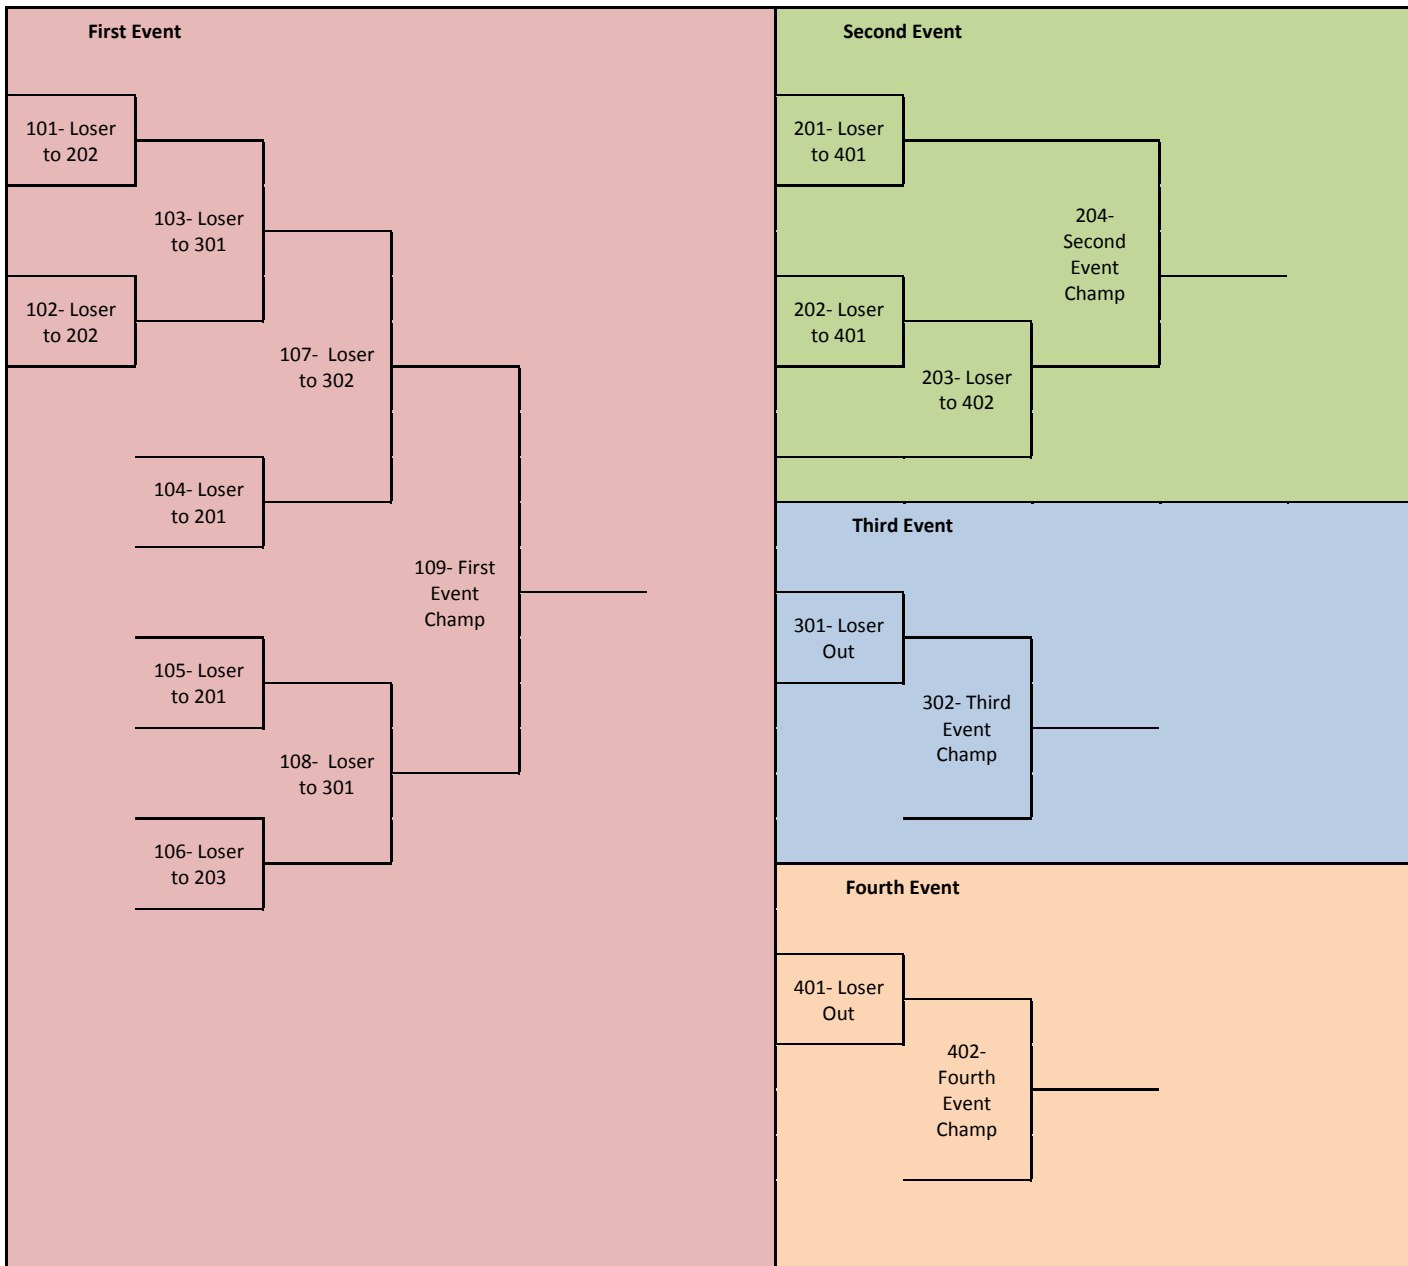 First Event
101- Loser
to 202
103- Loser
to 301
102- Loser
to 202
107-  Loser
to 302
104- Loser
to 201
109- First
Event
Champ
105- Loser
to 201
108-  Loser
to 301
106- Loser
to 203
Second Event
201- Loser
to 401
204-
Second
Event
Champ
202- Loser
to 401
203- Loser
to 402
Third Event
301- Loser
Out
302- Third
Event
Champ
Fourth Event
401- Loser
Out
402-
Fourth
Event
Champ